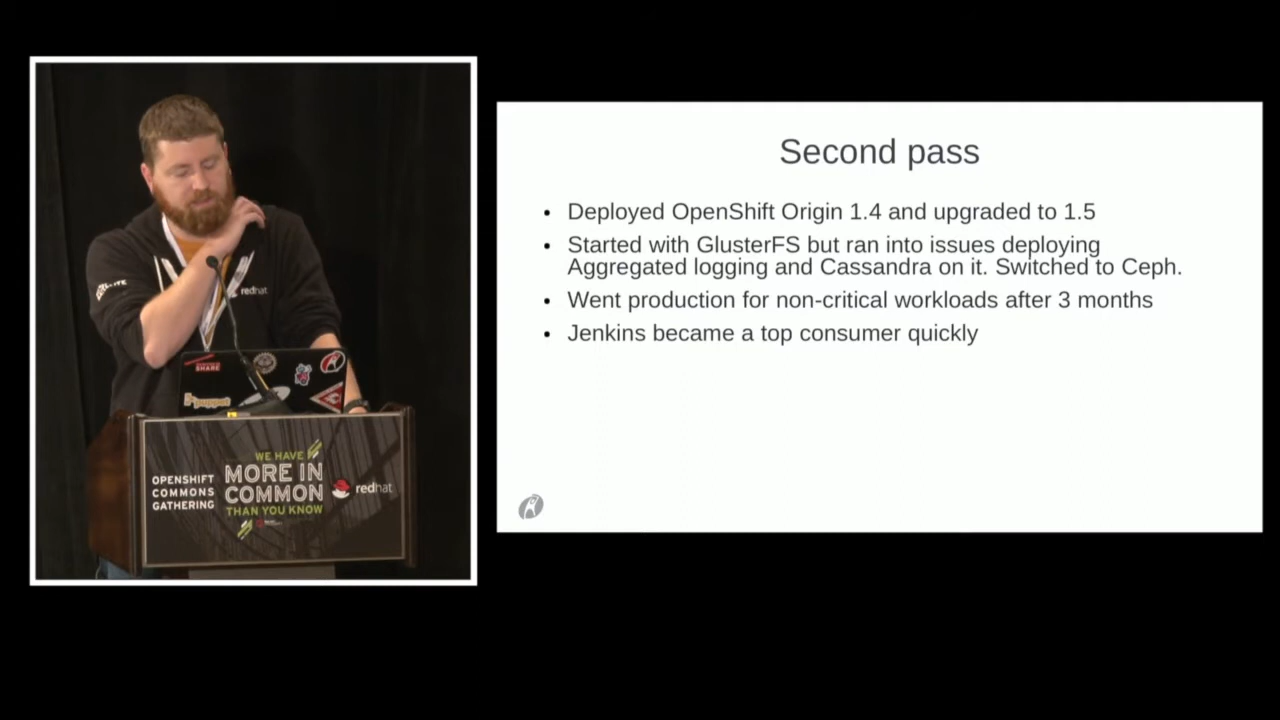 Second pass
• Deployed OpenShift Origin 1.4 and upgraded to 1.5
• Started with GlusterFS but ran into issues deploying
Aggregated logging and Cassandra on it. Switched to Ceph.
• Went production for non-critical workloads after 3 months
• Jenkins became a top consumer quickly
redhat.
SHARE
puppet
OPENSHIFT
COMMONS
GATHERING
WE HAVE
MORE IN
COMMON
THAN YOU KNOW
redhat